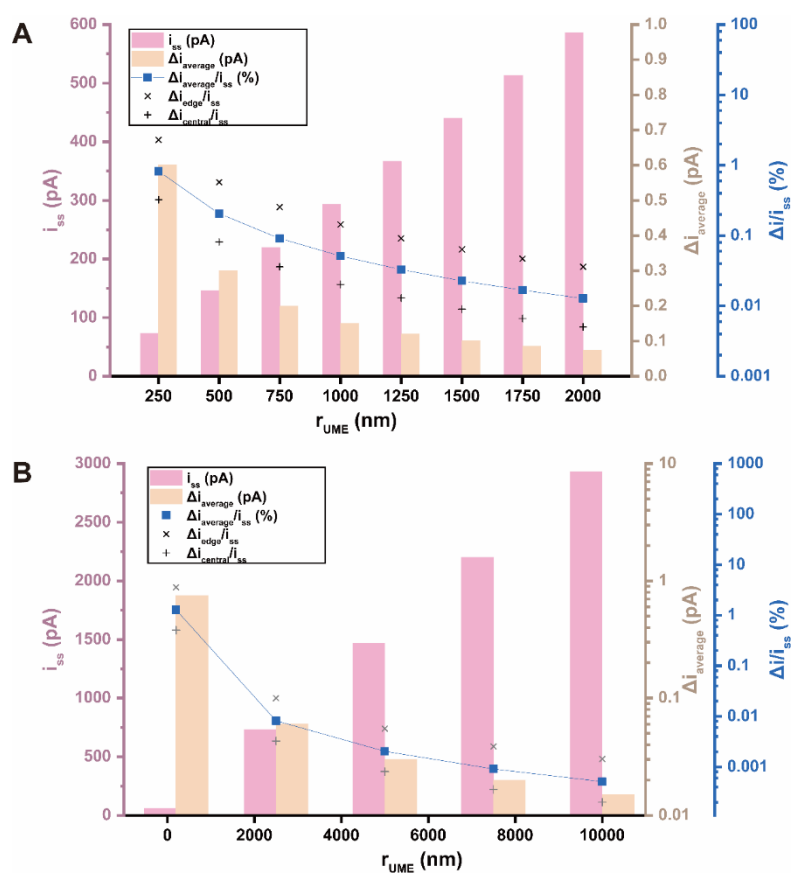 A
i_ss (pA)
Δi_average (pA)
Δi_average/i_ss (%)
Δi_edge/i_ss
Δi_central/i_ss
600
500
400
300
200
100
0
i_ss (pA)
1.0
0.9
0.8
0.7
0.6
0.5
0.4
0.3
0.2
0.1
0.0
Δi_average (pA)
100
10
1
0.1
0.01
0.001
Δi/i_ss (%)
250 500 750 1000 1250 1500 1750 2000
r_UME (nm)
B
i_ss (pA)
Δi_average (pA)
Δi_average/i_ss (%)
Δi_edge/i_ss
Δi_central/i_ss
3000
2500
2000
1500
1000
500
0
i_ss (pA)
10
1
0.1
0.01
Δi_average (pA)
1000
100
10
1
0.1
0.01
0.001
Δi/i_ss (%)
0 2000 4000 6000 8000 10000
r_UME (nm)